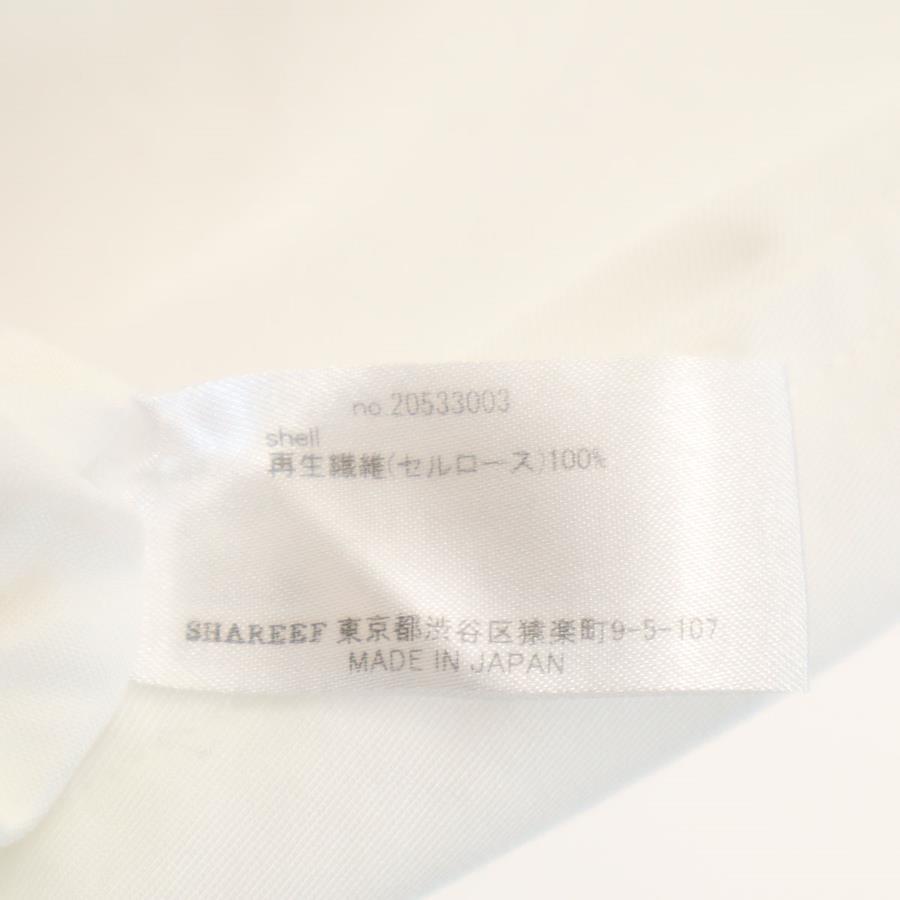 no.20533003
shell
再生繊維(セルロース)100%
SHAREEF 東京都渋谷区猿楽町9-5-107
MADE IN JAPAN